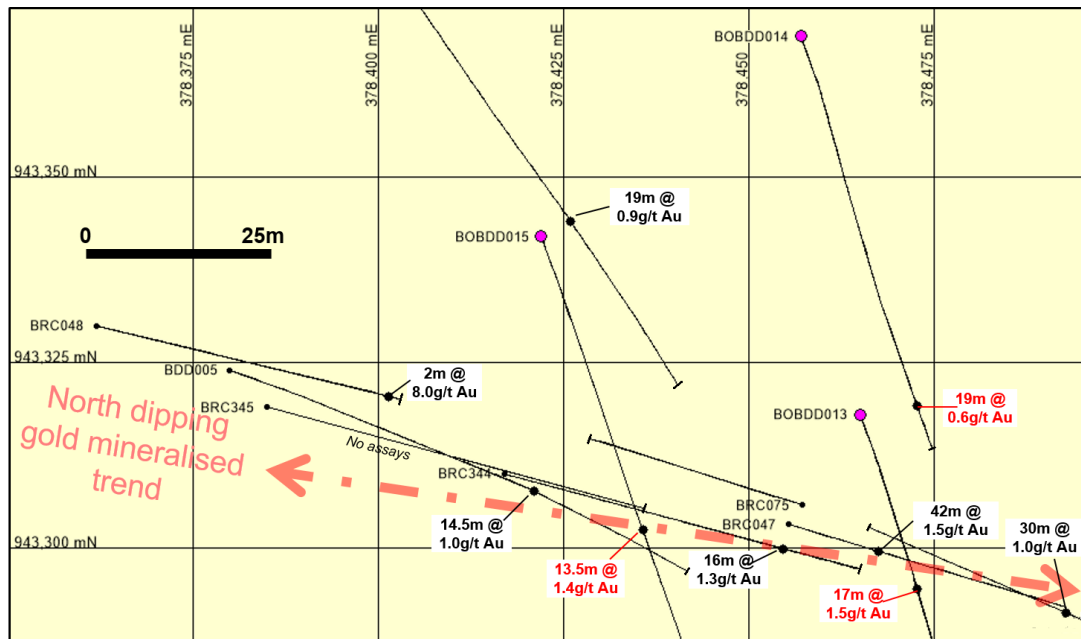 378,375 mE
378,400 mE
378,425 mE
378,450 mE
378,475 mE
BOBDD014
943,350 mN
19m @
0.9g/t Au
0
25m
BOBDD015
BRC048
943,325 mN
BDD005
2m @
8.0g/t Au
BRC345
19m @
0.6g/t Au
North dipping
gold mineralised
trend
BOBDD013
No assays
BRC344
BRC075
BRC047
42m @
1.5g/t Au
30m @
1.0g/t Au
14.5m @
1.0g/t Au
943,300 mN
16m @
1.3g/t Au
13.5m @
1.4g/t Au
17m @
1.5g/t Au